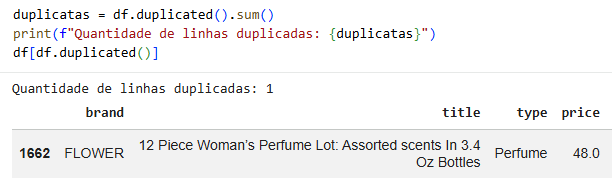 duplicatas = df.duplicated().sum()
print(f"Quantidade de linhas duplicadas: {duplicatas}")
df[df.duplicated()]
Quantidade de linhas duplicadas: 1
brand title type price
1662 FLOWER 12 Piece Woman’s Perfume Lot: Assorted scents In 3.4 Perfume 48.0
Oz Bottles